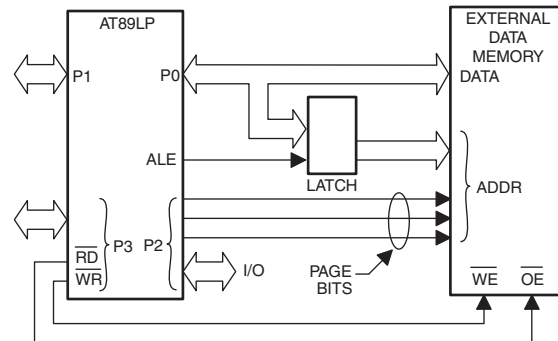 AT89LP
EXTERNAL
DATA
MEMORY
P1
P0
DATA
ALE
LATCH
ADDR
P3
P2
RD
WR
I/O
PAGE
BITS
WE
OE